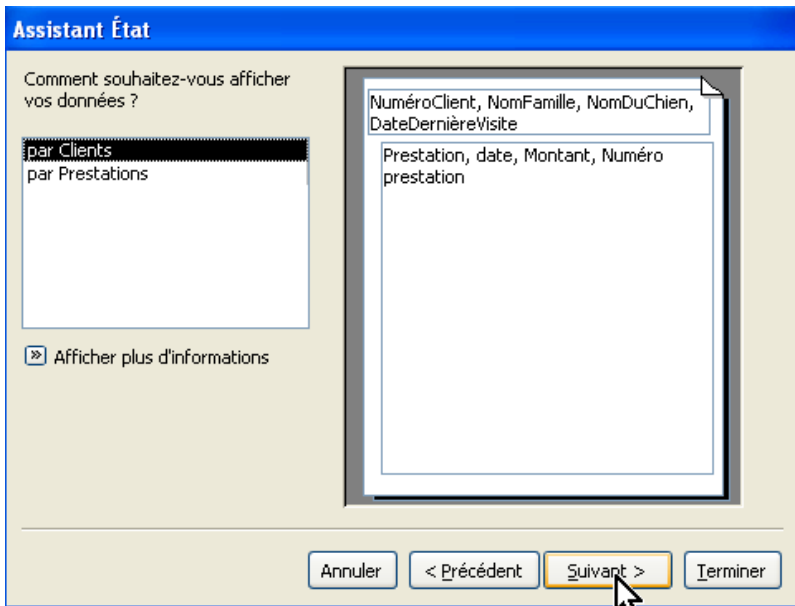 Assistant État
Comment souhaitez-vous afficher
vos données ?
par Clients
par Prestations
Afficher plus d'informations
NuméroClient, NomFamille, NomDuChien,
DateDernièreVisite
Prestation, date, Montant, Numéro
prestation
Annuler
< Précédent
Suivant >
Terminer